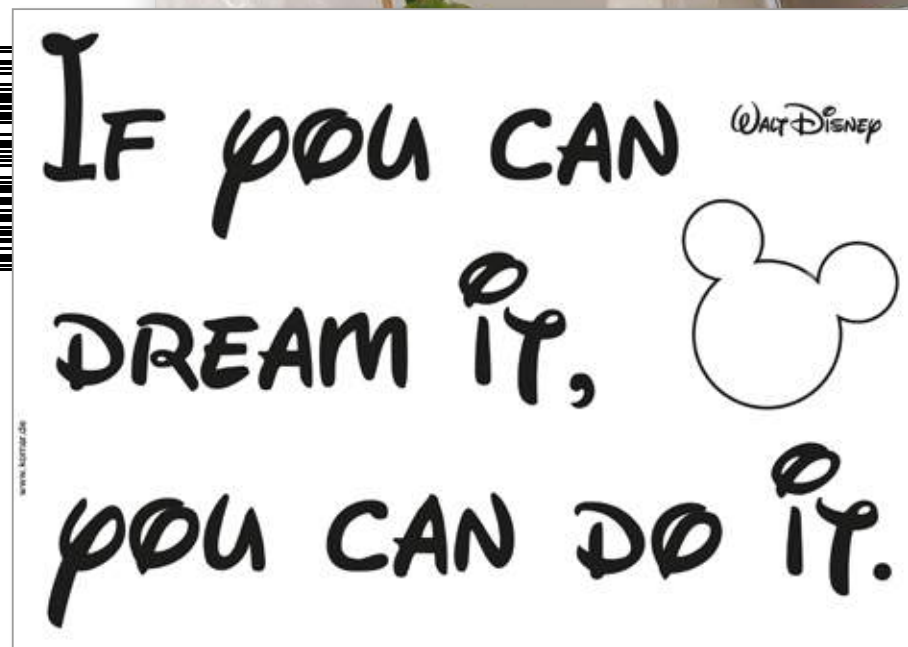 If you can
Walt Disney
dream it,
you can do it.
www.komar.de